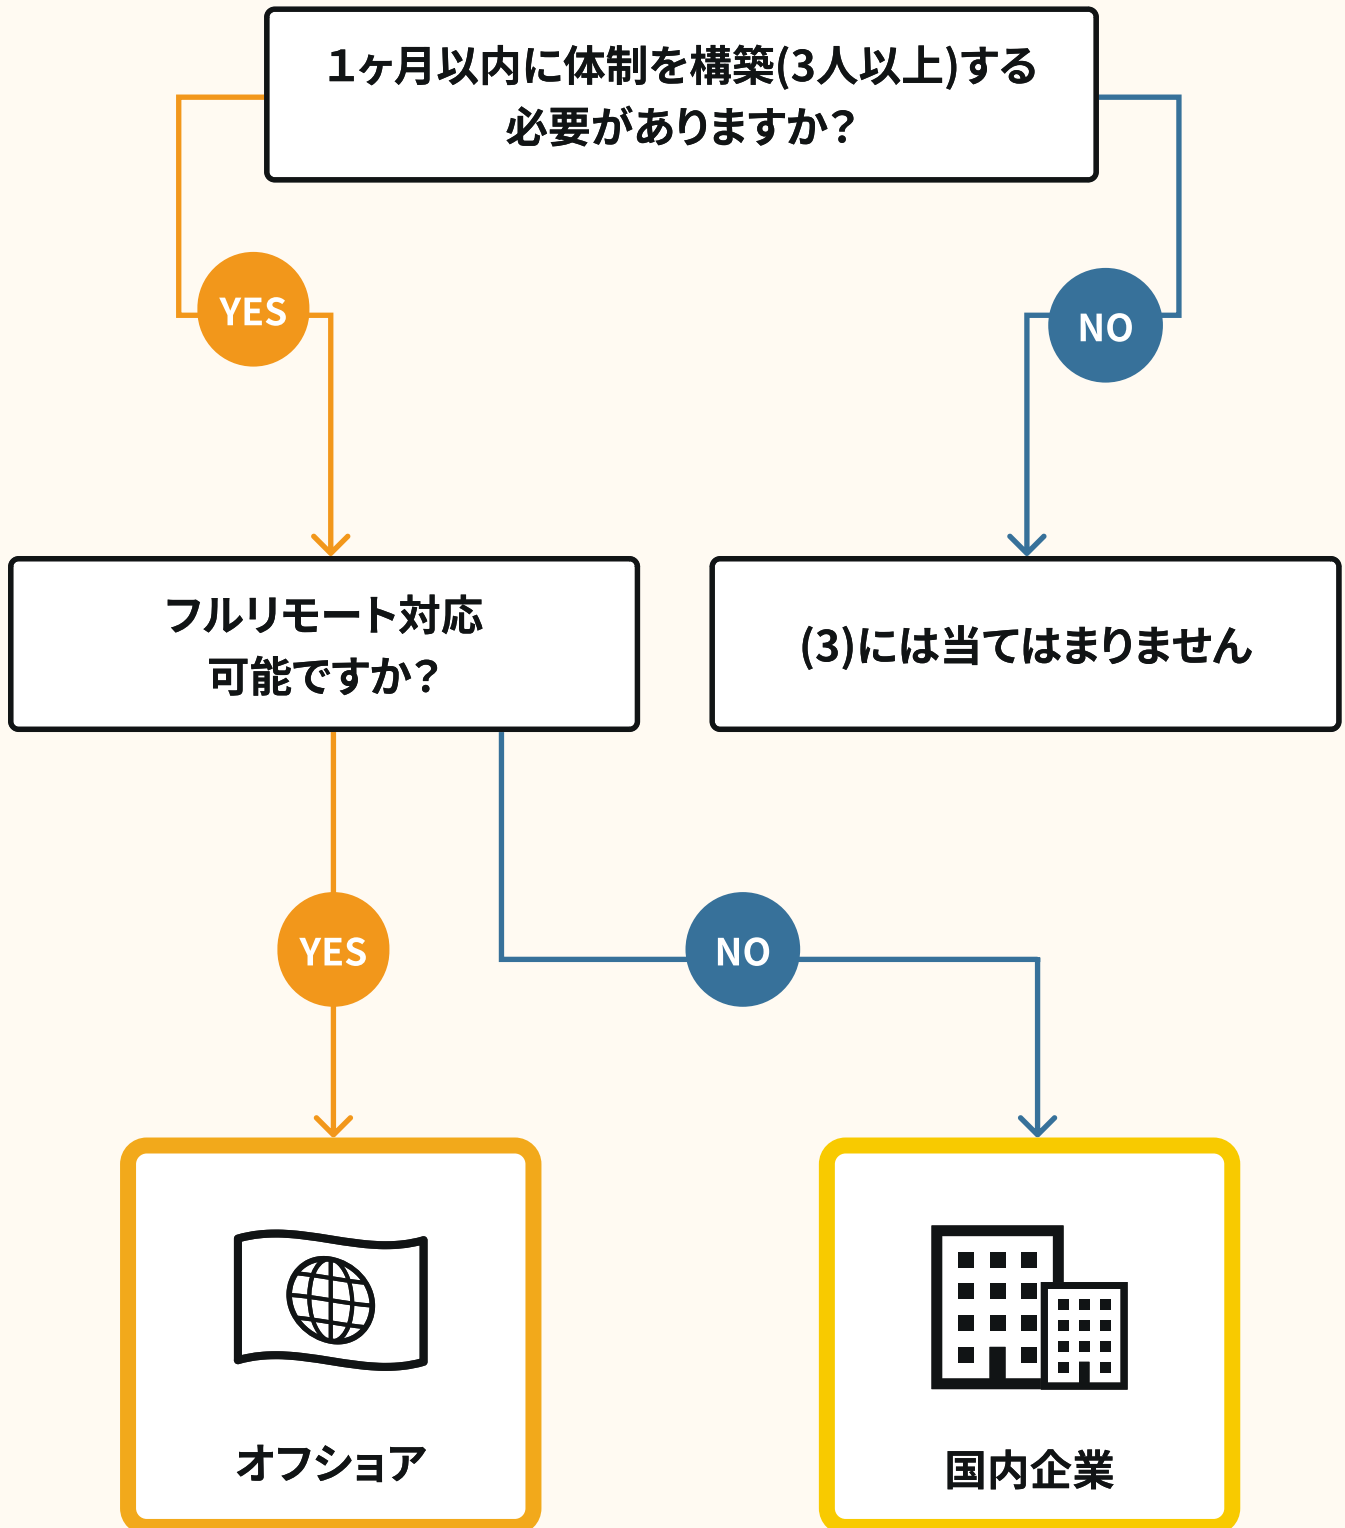 1ヶ月以内に体制を構築(3人以上)する
必要がありますか?
YES
NO
フルリモート対応
可能ですか?
(3)には当てはまりません
YES
NO
オフショア
国内企業